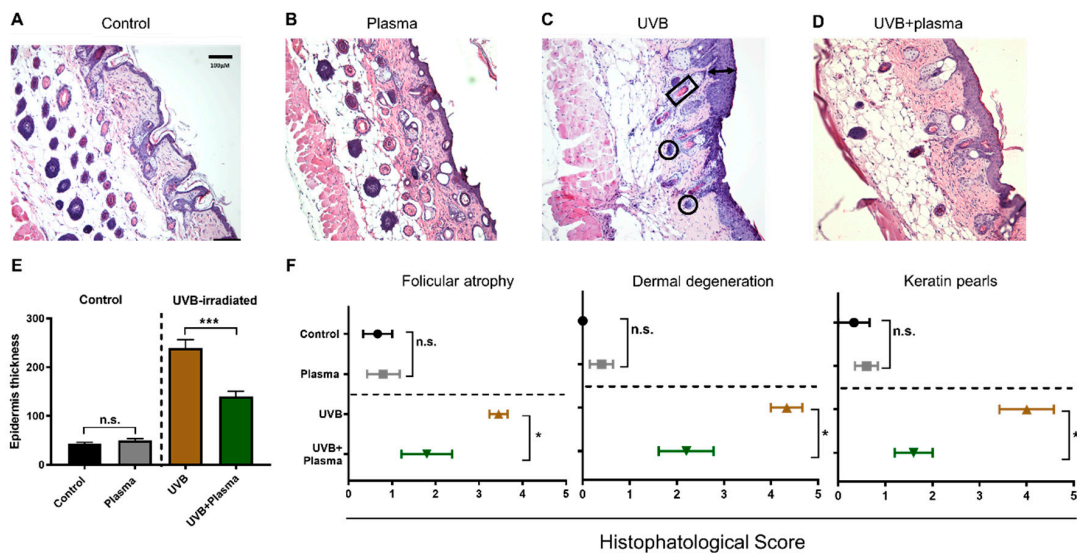 A Control
B Plasma
C UVB
D UVB+plasma
100μM
E
Control UVB-irradiated
Epidermis thickness
300
200
100
0
n.s.
***
Control Plasma UVB UVB+Plasma
F
Folicular atrophy
Control
Plasma
UVB
UVB+
Plasma
n.s.
*
0 1 2 3 4 5
Dermal degeneration
n.s.
*
0 1 2 3 4 5
Keratin pearls
n.s.
*
0 1 2 3 4 5
Histophatological Score